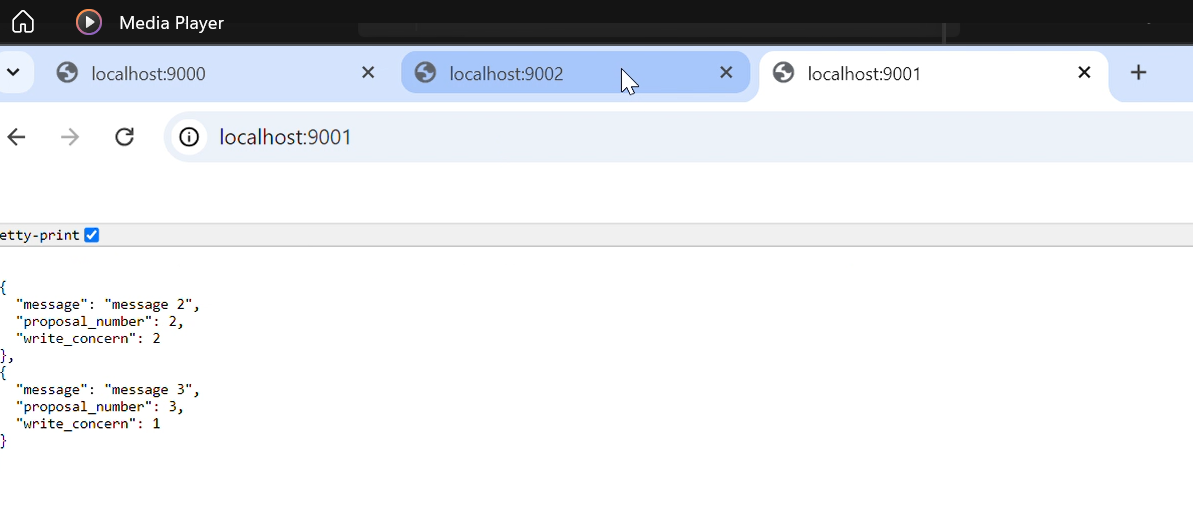 Media Player
localhost:9000
localhost:9002
localhost:9001
localhost:9001
etty-print
{
"message": "message 2",
"proposal_number": 2,
"write_concern": 2
},
{
"message": "message 3",
"proposal_number": 3,
"write_concern": 1
}